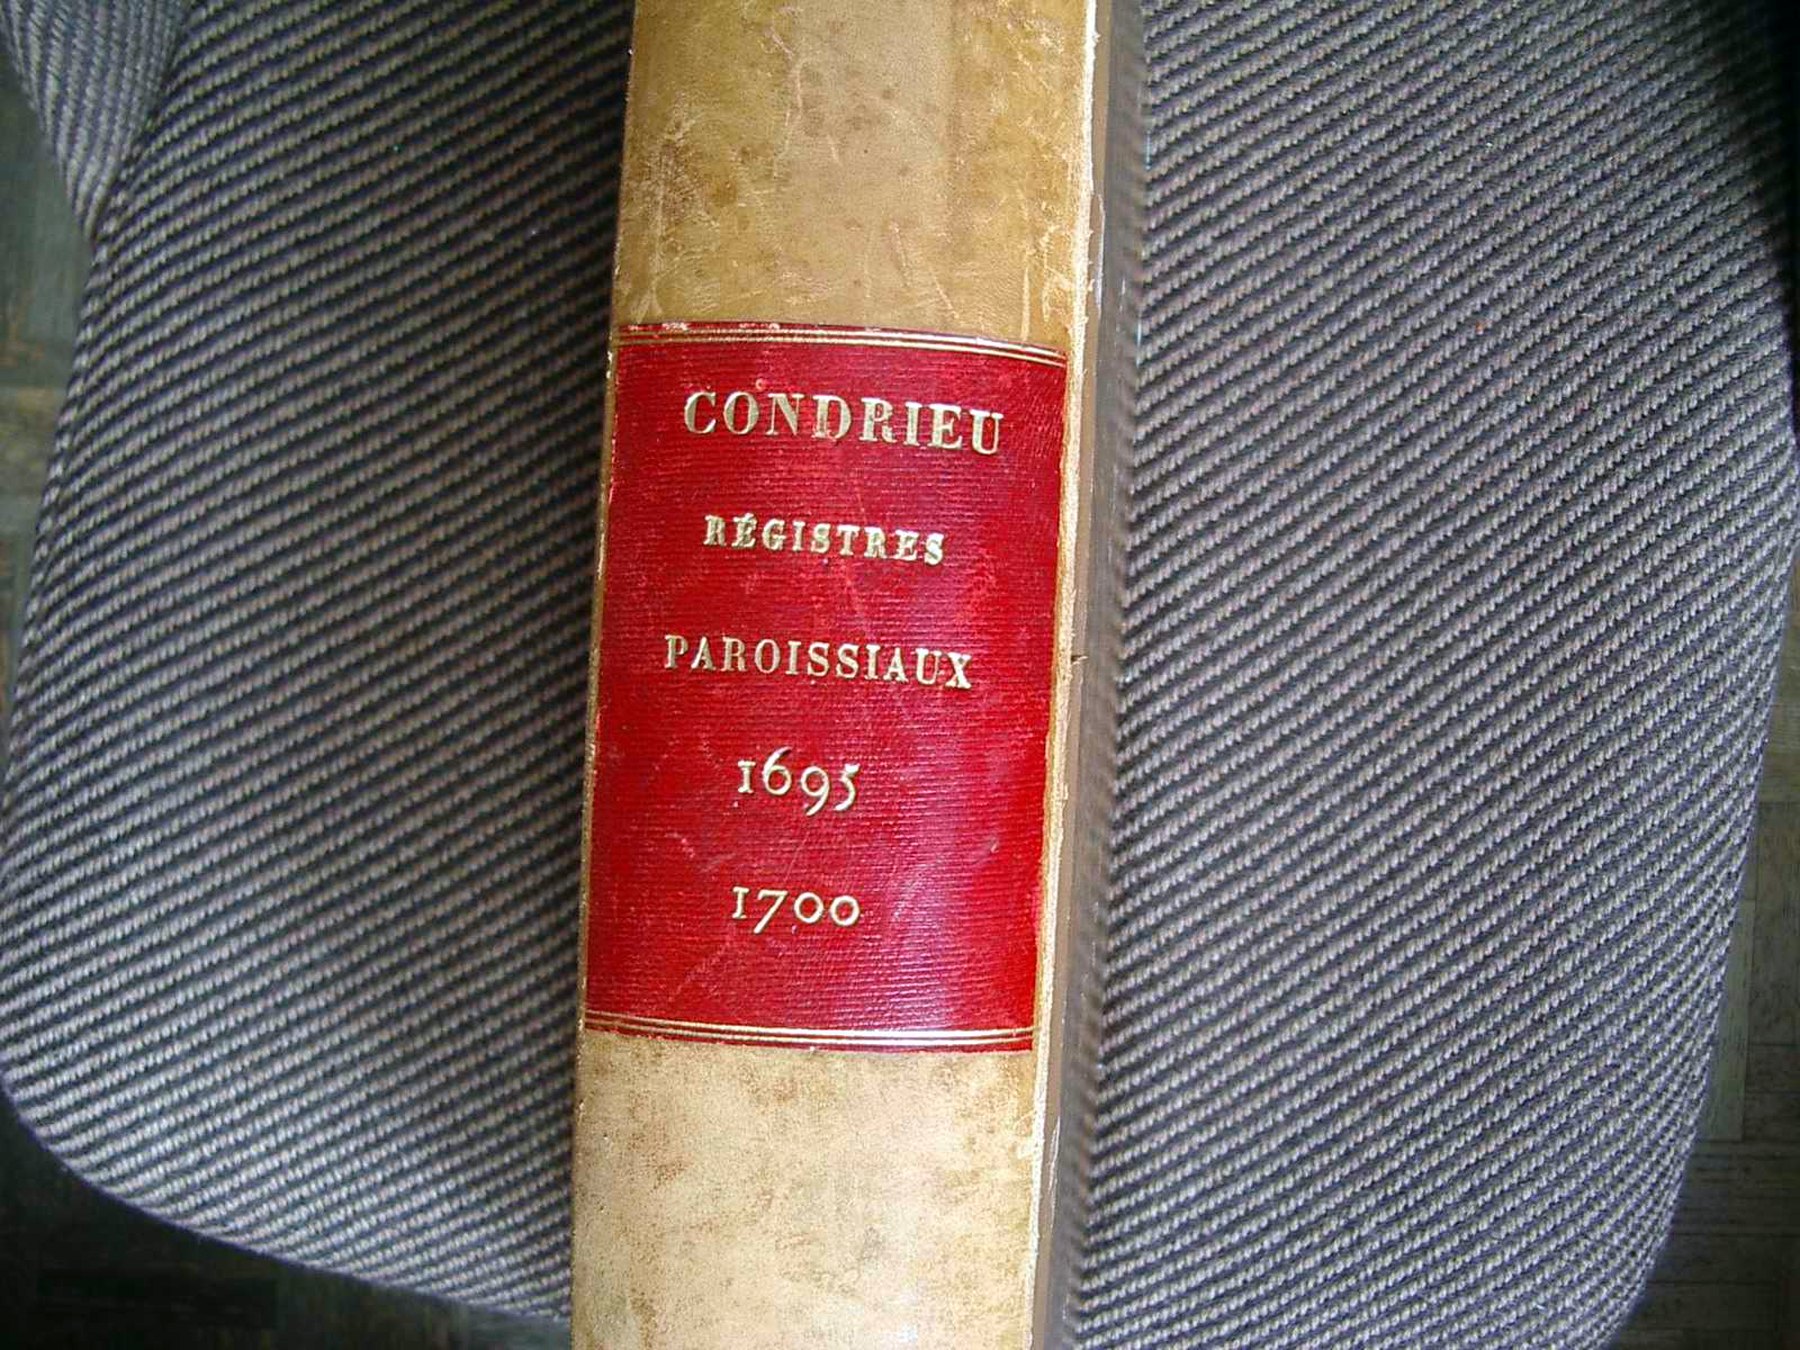 CONDRIEU
RÉGISTRES
PAROISSIAUX
1695
1700